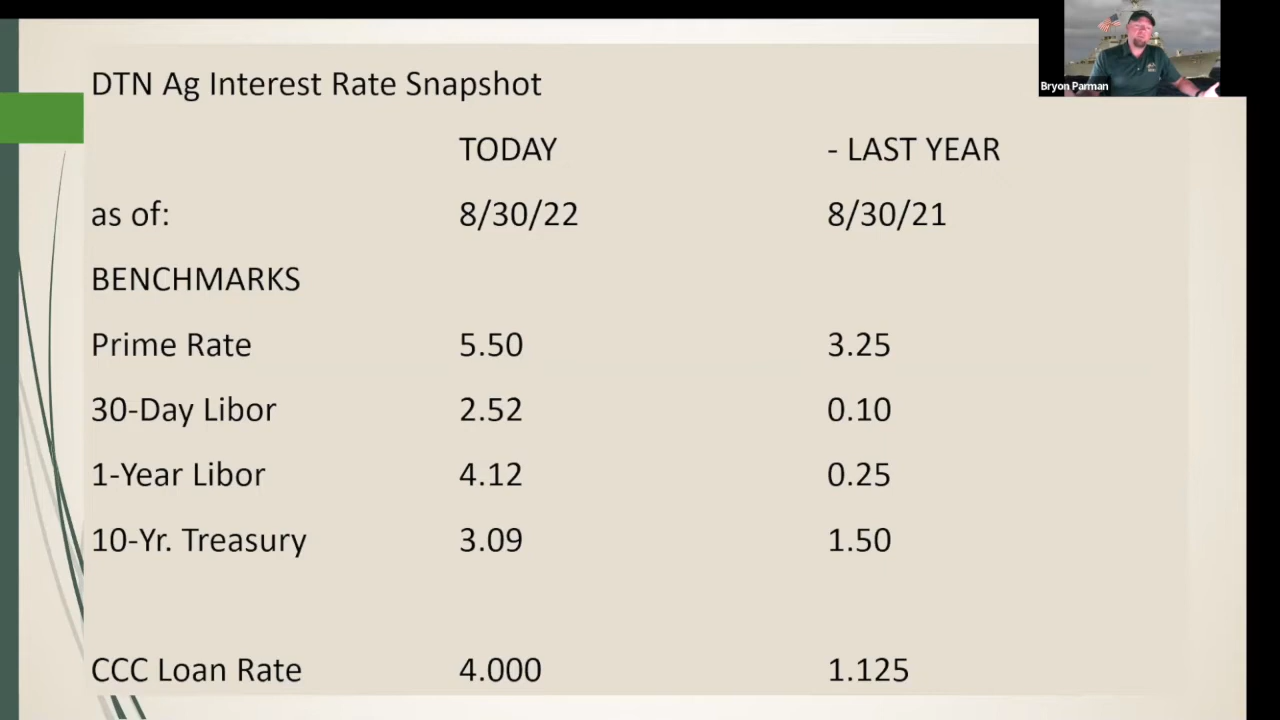 DTN Ag Interest Rate Snapshot
TODAY - LAST YEAR
as of: 8/30/22 8/30/21
BENCHMARKS
Prime Rate 5.50 3.25
30-Day Libor 2.52 0.10
1-Year Libor 4.12 0.25
10-Yr. Treasury 3.09 1.50
CCC Loan Rate 4.000 1.125
Bryon Parman